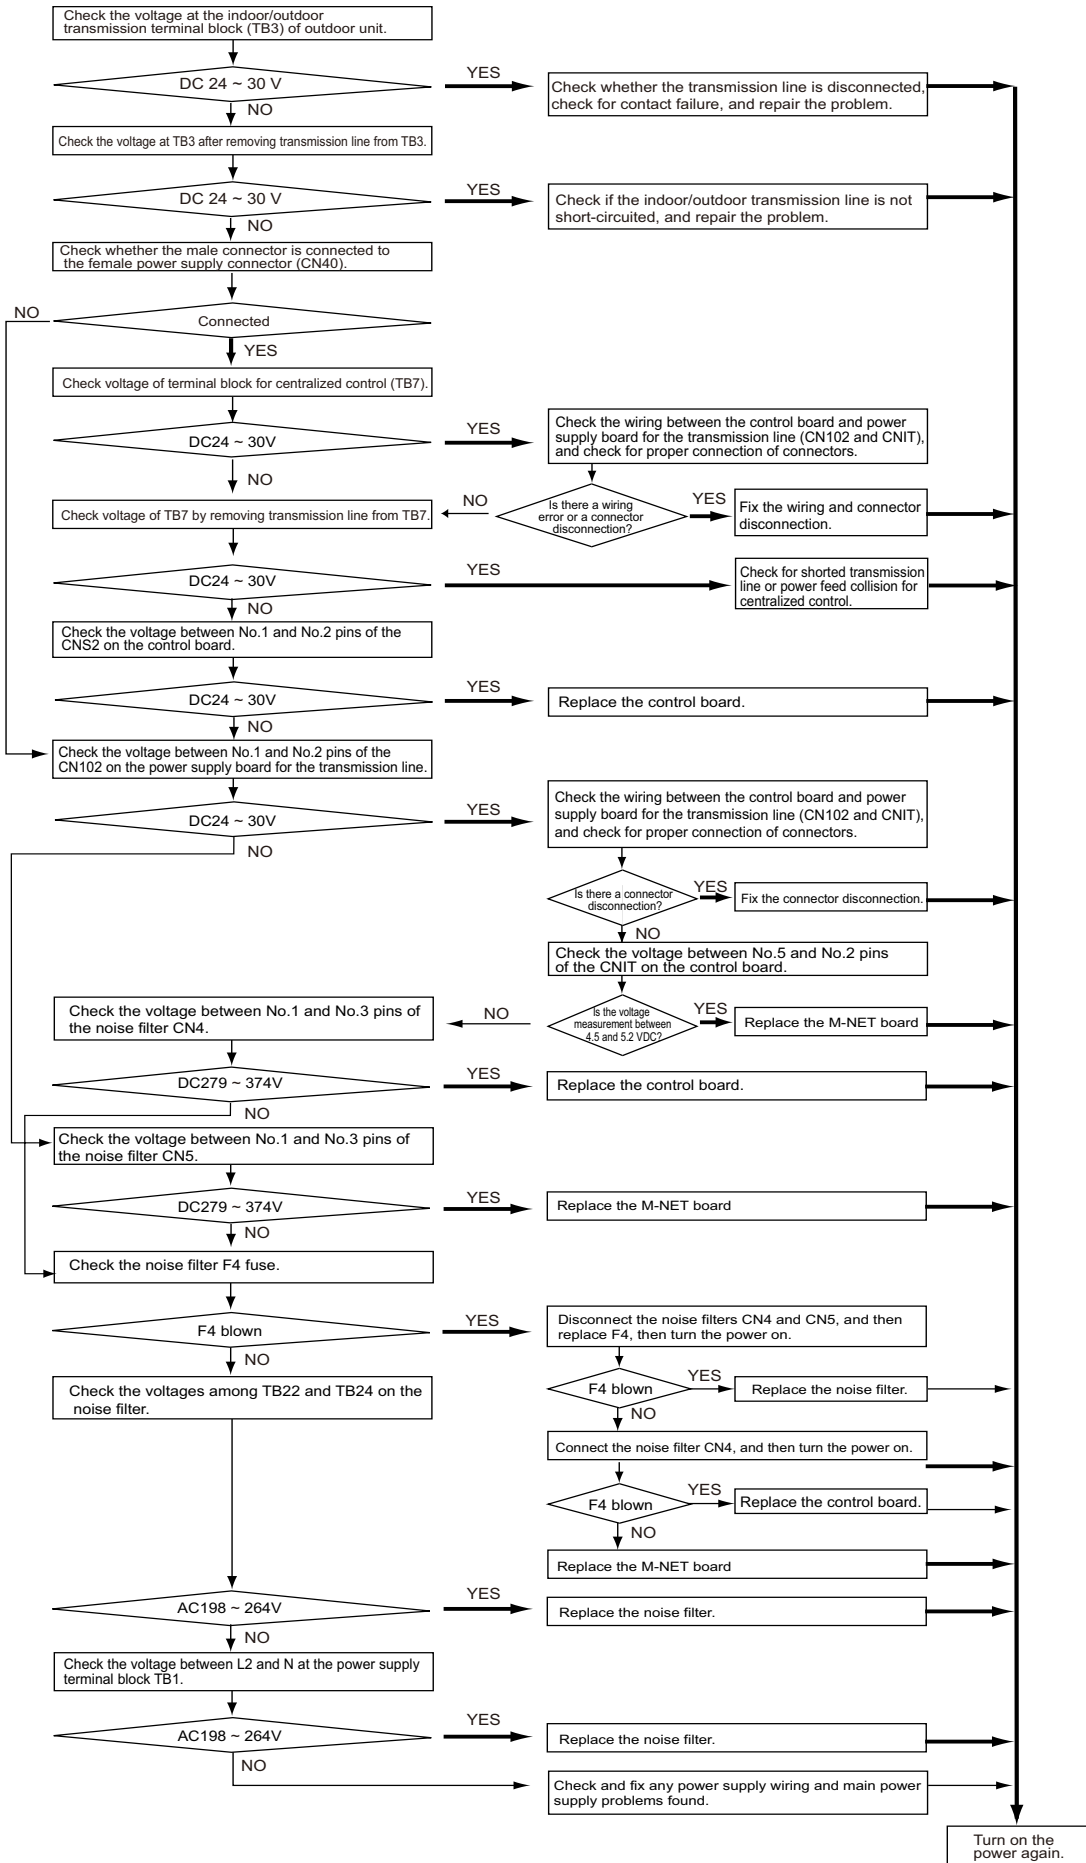 Check the voltage at the indoor/outdoor
transmission terminal block (TB3) of outdoor unit.
DC 24 ~ 30 V
YES
Check whether the transmission line is disconnected,
check for contact failure, and repair the problem.
NO
Check the voltage at TB3 after removing transmission line from TB3.
DC 24 ~ 30 V
YES
Check if the indoor/outdoor transmission line is not
short-circuited, and repair the problem.
NO
Check whether the male connector is connected to
the female power supply connector (CN40).
NO
Connected
YES
Check voltage of terminal block for centralized control (TB7).
DC24 ~ 30V
YES
Check the wiring between the control board and power
supply board for the transmission line (CN102 and CNIT),
and check for proper connection of connectors.
NO
Check voltage of TB7 by removing transmission line from TB7.
NO
Is there a wiring
error or a connector
disconnection?
YES
Fix the wiring and connector
disconnection.
DC24 ~ 30V
YES
Check for shorted transmission
line or power feed collision for
centralized control.
NO
Check the voltage between No.1 and No.2 pins of the
CNS2 on the control board.
DC24 ~ 30V
YES
Replace the control board.
NO
Check the voltage between No.1 and No.2 pins of the
CN102 on the power supply board for the transmission line.
DC24 ~ 30V
YES
Check the wiring between the control board and power
supply board for the transmission line (CN102 and CNIT),
and check for proper connection of connectors.
NO
Is there a connector
disconnection?
YES
Fix the connector disconnection.
NO
Check the voltage between No.5 and No.2 pins
of the CNIT on the control board.
Check the voltage between No.1 and No.3 pins of
the noise filter CN4.
NO
Is the voltage
measurement between
4.5 and 5.2 VDC?
YES
Replace the M-NET board
DC279 ~ 374V
YES
Replace the control board.
NO
Check the voltage between No.1 and No.3 pins of
the noise filter CN5.
DC279 ~ 374V
YES
Replace the M-NET board
NO
Check the noise filter F4 fuse.
F4 blown
YES
Disconnect the noise filters CN4 and CN5, and then
replace F4, then turn the power on.
NO
Check the voltages among TB22 and TB24 on the
noise filter.
F4 blown
YES
Replace the noise filter.
NO
Connect the noise filter CN4, and then turn the power on.
F4 blown
YES
Replace the control board.
NO
Replace the M-NET board
AC198 ~ 264V
YES
Replace the noise filter.
NO
Check the voltage between L2 and N at the power supply
terminal block TB1.
AC198 ~ 264V
YES
Replace the noise filter.
NO
Check and fix any power supply wiring and main power
supply problems found.
Turn on the
power again.